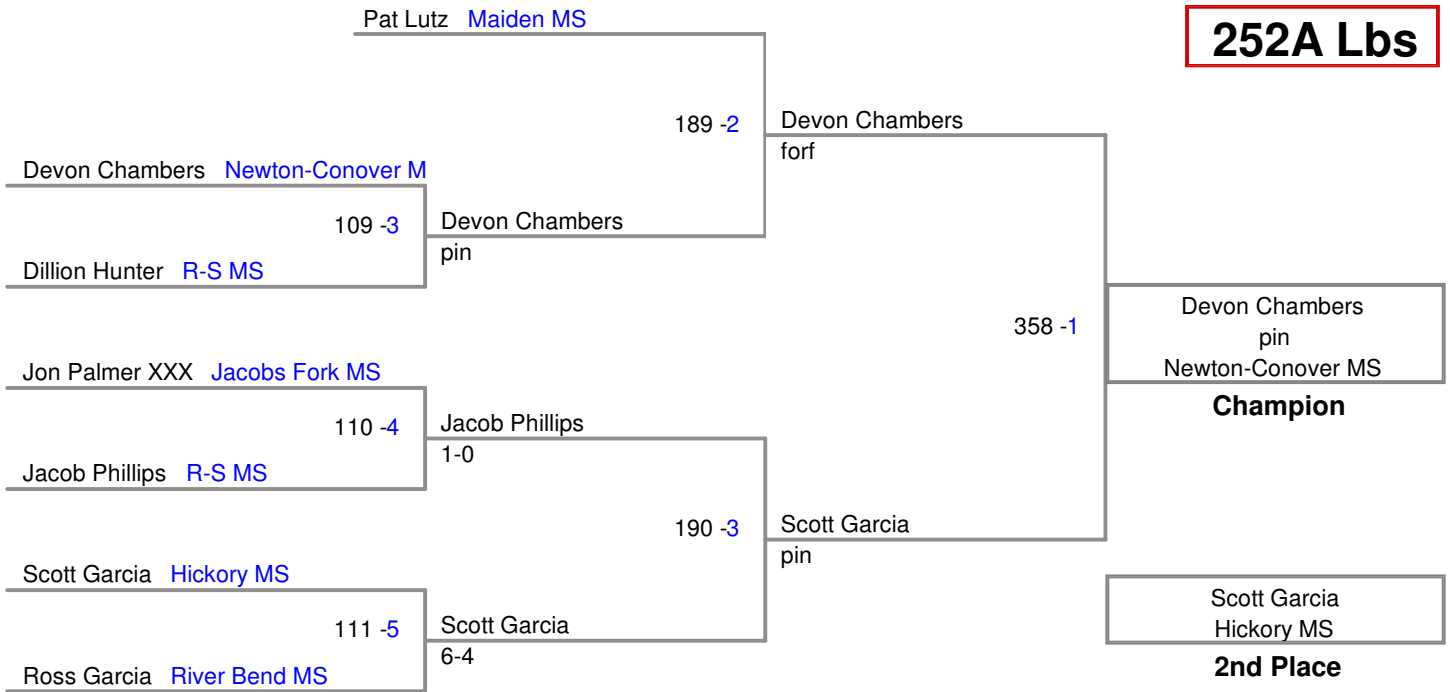 Pat Lutz Maiden MS
252A Lbs
189 -2
Devon Chambers
forf
Devon Chambers Newton-Conover M
109 -3
Devon Chambers
pin
Dillion Hunter R-S MS
358 -1
Devon Chambers
pin
Newton-Conover MS
Champion
Jon Palmer XXX Jacobs Fork MS
110 -4
Jacob Phillips
1-0
Jacob Phillips R-S MS
190 -3
Scott Garcia
pin
Scott Garcia Hickory MS
111 -5
Scott Garcia
6-4
Ross Garcia River Bend MS
Scott Garcia
Hickory MS
2nd Place